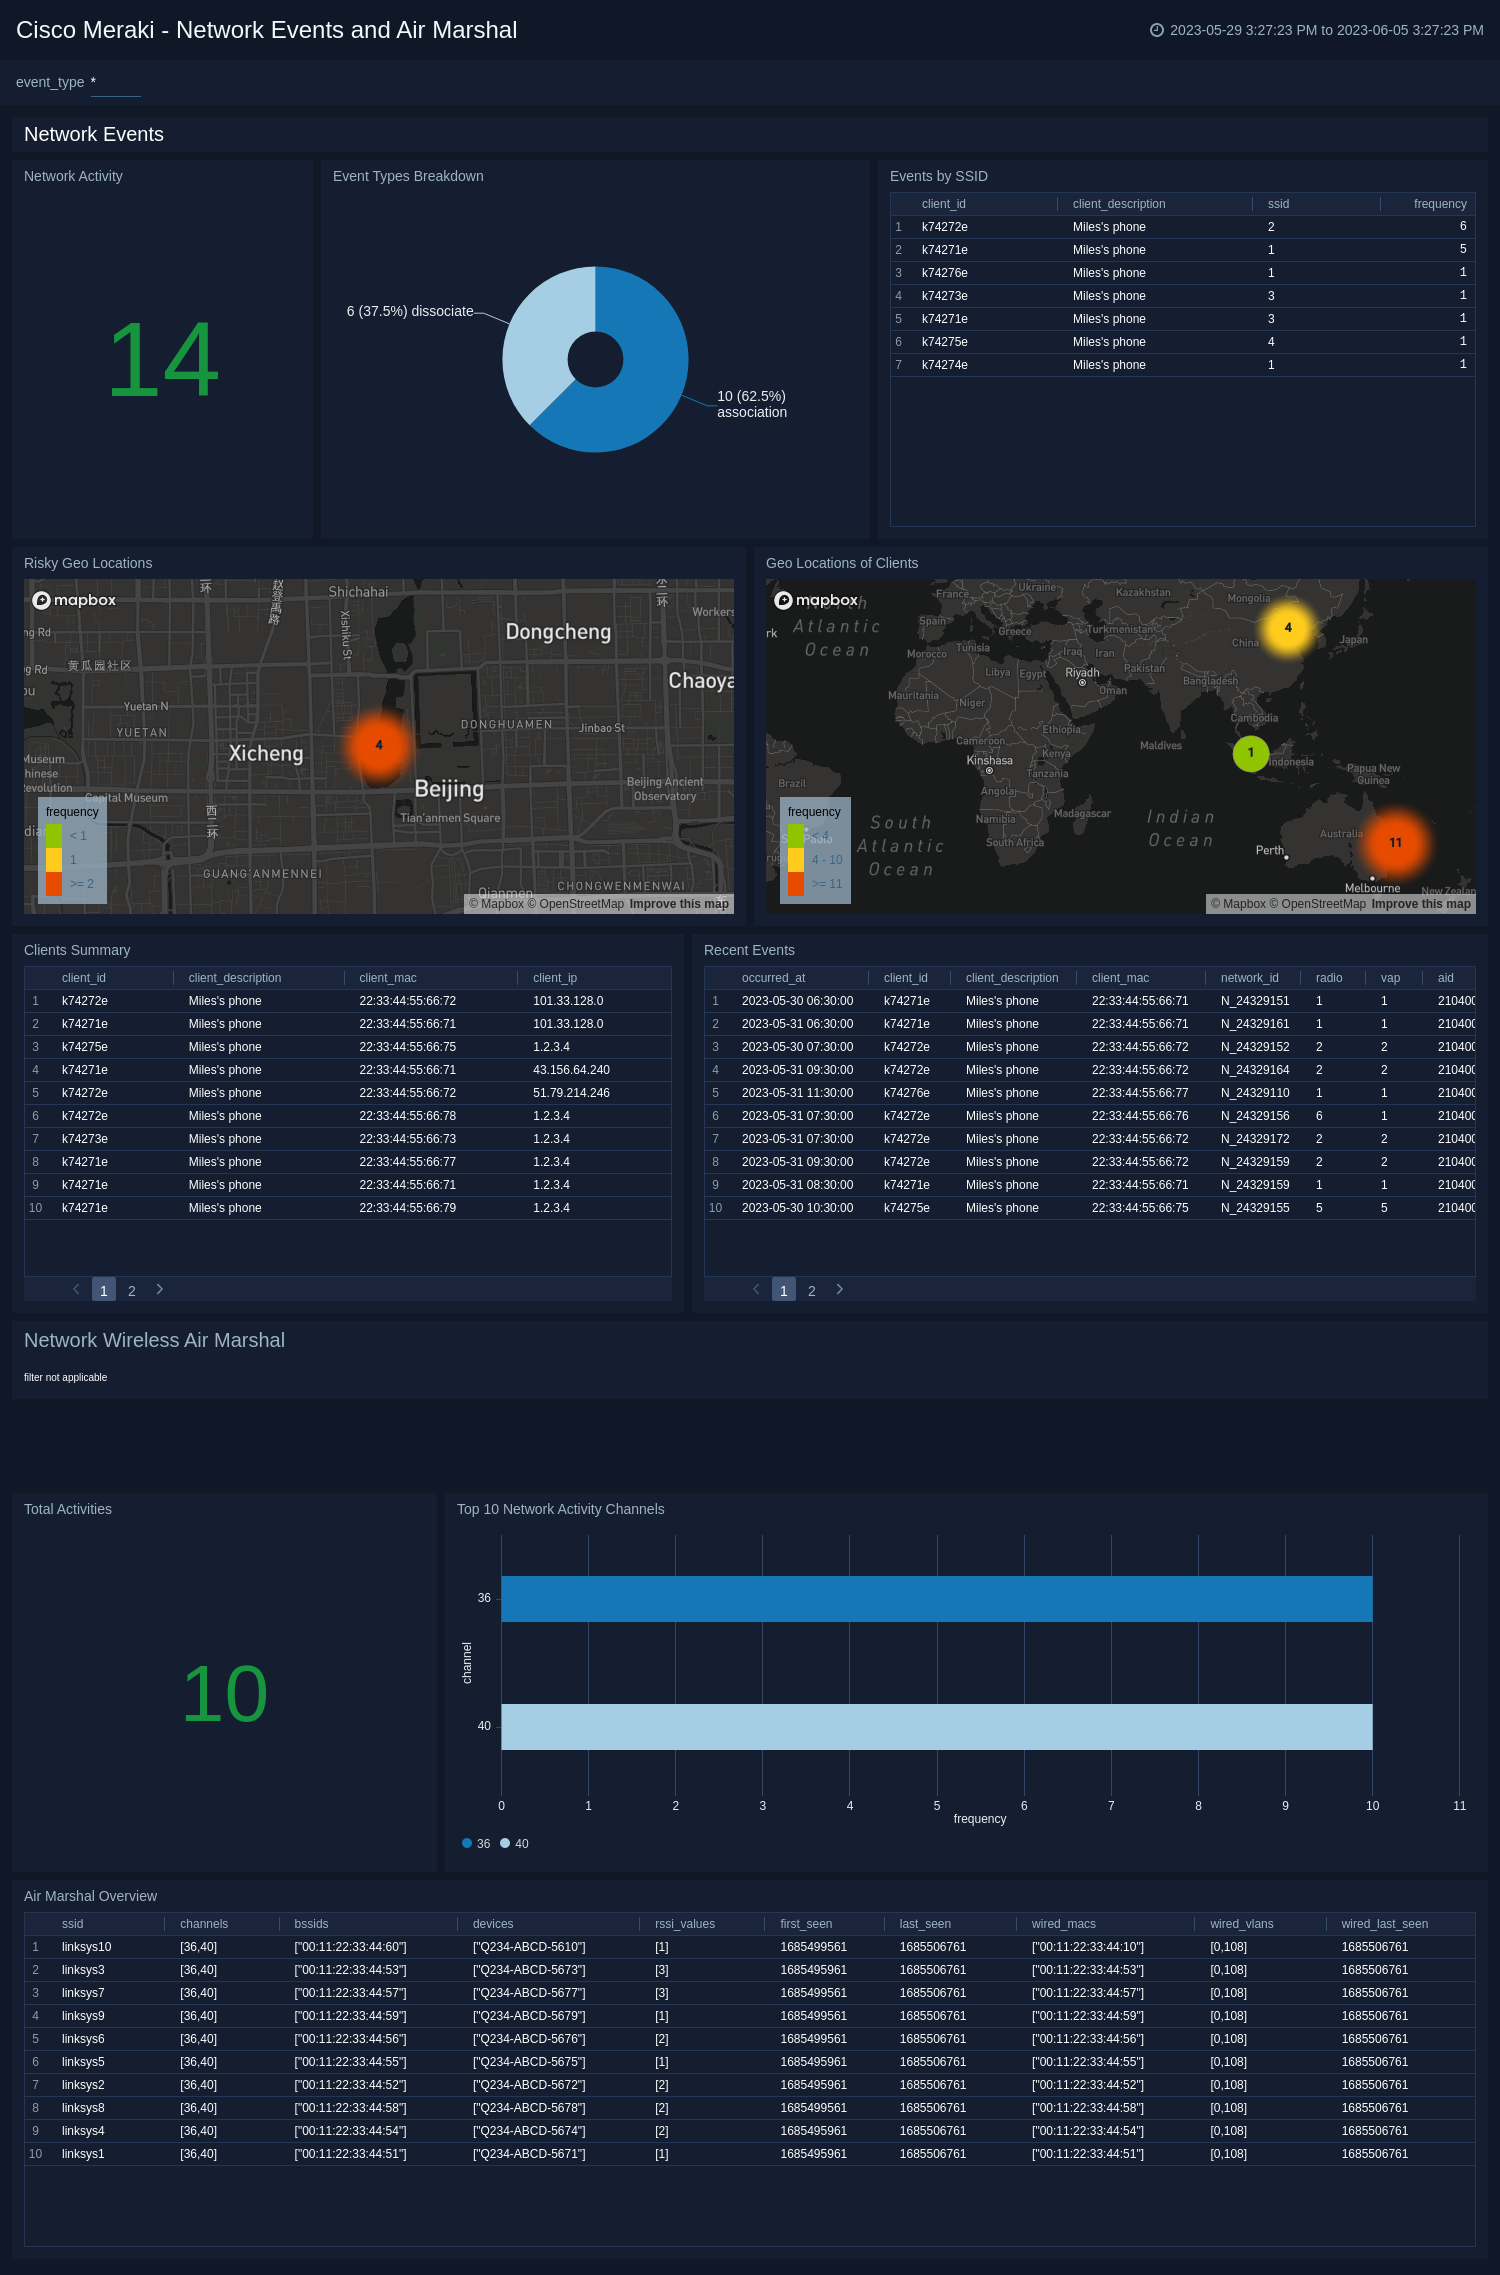 Cisco Meraki - Network Events and Air Marshal
2023-05-29 3:27:23 PM to 2023-06-05 3:27:23 PM
event_type *
Network Events
Network Activity
14
Event Types Breakdown
6 (37.5%) dissociate
10 (62.5%)
association
Events by SSID
client_id client_description ssid frequency
1 k74272e Miles's phone 2 6
2 k74271e Miles's phone 1 5
3 k74276e Miles's phone 1 1
4 k74273e Miles's phone 3 1
5 k74271e Miles's phone 3 1
6 k74275e Miles's phone 4 1
7 k74274e Miles's phone 1 1
Risky Geo Locations
mapbox
Shichahai
Xishiku St
Workers
Dongcheng
ng Rd
黄瓜园社区
g Rd
Chaoya
Yuetan N
YUETAN
DONGHUAMEN
Jinbao St
Xicheng
4
Museum
hinese
Revolution
Beijing
Beijing Ancient
Observatory
Capital Museum
西二环
Tian'anmen Square
GUANG'ANMENNEI
CHONGWENMENWAI
Qianmen
frequency
< 1
1
>= 2
© Mapbox © OpenStreetMap Improve this map
Geo Locations of Clients
mapbox
North
Atlantic
Ocean
rk
France
Ukraine
Kazakhstan
Mongolia
4
Spain
Greece
Turkmenistan
China
Japan
Morocco
Tunisia
Iraq
Iran
Libya
Egypt
Riyadh
Pakistan
Bangladesh
Oman
Mauritania
Niger
Cambodia
Ethiopia
Cameroon
Kenya
Maldives
1
Kinshasa
Tanzania
Indonesia
Papua New
Guinea
Brazil
Angola
Namibia
Madagascar
South Africa
South
Atlantic
Ocean
Indian
Ocean
Australia
11
Perth
Melbourne
New Zealan
frequency
< 4
4 - 10
>= 11
© Mapbox © OpenStreetMap Improve this map
Clients Summary
client_id client_description client_mac client_ip
1 k74272e Miles's phone 22:33:44:55:66:72 101.33.128.0
2 k74271e Miles's phone 22:33:44:55:66:71 101.33.128.0
3 k74275e Miles's phone 22:33:44:55:66:75 1.2.3.4
4 k74271e Miles's phone 22:33:44:55:66:71 43.156.64.240
5 k74272e Miles's phone 22:33:44:55:66:72 51.79.214.246
6 k74272e Miles's phone 22:33:44:55:66:78 1.2.3.4
7 k74273e Miles's phone 22:33:44:55:66:73 1.2.3.4
8 k74271e Miles's phone 22:33:44:55:66:77 1.2.3.4
9 k74271e Miles's phone 22:33:44:55:66:71 1.2.3.4
10 k74271e Miles's phone 22:33:44:55:66:79 1.2.3.4
1 2
Recent Events
occurred_at client_id client_description client_mac network_id radio vap aid
1 2023-05-30 06:30:00 k74271e Miles's phone 22:33:44:55:66:71 N_24329151 1 1 210400
2 2023-05-31 06:30:00 k74271e Miles's phone 22:33:44:55:66:71 N_24329161 1 1 210400
3 2023-05-30 07:30:00 k74272e Miles's phone 22:33:44:55:66:72 N_24329152 2 2 210400
4 2023-05-31 09:30:00 k74272e Miles's phone 22:33:44:55:66:72 N_24329164 2 2 210400
5 2023-05-31 11:30:00 k74276e Miles's phone 22:33:44:55:66:77 N_24329110 1 1 210400
6 2023-05-31 07:30:00 k74272e Miles's phone 22:33:44:55:66:76 N_24329156 6 1 210400
7 2023-05-31 07:30:00 k74272e Miles's phone 22:33:44:55:66:72 N_24329172 2 2 210400
8 2023-05-31 09:30:00 k74272e Miles's phone 22:33:44:55:66:72 N_24329159 2 2 210400
9 2023-05-31 08:30:00 k74271e Miles's phone 22:33:44:55:66:71 N_24329159 1 1 210400
10 2023-05-30 10:30:00 k74275e Miles's phone 22:33:44:55:66:75 N_24329155 5 5 210400
1 2
Network Wireless Air Marshal
filter not applicable
Total Activities
10
Top 10 Network Activity Channels
36
channel
40
0 1 2 3 4 5 6 7 8 9 10 11
frequency
36 40
Air Marshal Overview
ssid channels bssids devices rssi_values first_seen last_seen wired_macs wired_vlans wired_last_seen
1 linksys10 [36,40] ["00:11:22:33:44:60"] ["Q234-ABCD-5610"] [1] 1685499561 1685506761 ["00:11:22:33:44:10"] [0,108] 1685506761
2 linksys3 [36,40] ["00:11:22:33:44:53"] ["Q234-ABCD-5673"] [3] 1685495961 1685506761 ["00:11:22:33:44:53"] [0,108] 1685506761
3 linksys7 [36,40] ["00:11:22:33:44:57"] ["Q234-ABCD-5677"] [3] 1685499561 1685506761 ["00:11:22:33:44:57"] [0,108] 1685506761
4 linksys9 [36,40] ["00:11:22:33:44:59"] ["Q234-ABCD-5679"] [1] 1685499561 1685506761 ["00:11:22:33:44:59"] [0,108] 1685506761
5 linksys6 [36,40] ["00:11:22:33:44:56"] ["Q234-ABCD-5676"] [2] 1685499561 1685506761 ["00:11:22:33:44:56"] [0,108] 1685506761
6 linksys5 [36,40] ["00:11:22:33:44:55"] ["Q234-ABCD-5675"] [1] 1685495961 1685506761 ["00:11:22:33:44:55"] [0,108] 1685506761
7 linksys2 [36,40] ["00:11:22:33:44:52"] ["Q234-ABCD-5672"] [2] 1685495961 1685506761 ["00:11:22:33:44:52"] [0,108] 1685506761
8 linksys8 [36,40] ["00:11:22:33:44:58"] ["Q234-ABCD-5678"] [2] 1685499561 1685506761 ["00:11:22:33:44:58"] [0,108] 1685506761
9 linksys4 [36,40] ["00:11:22:33:44:54"] ["Q234-ABCD-5674"] [2] 1685495961 1685506761 ["00:11:22:33:44:54"] [0,108] 1685506761
10 linksys1 [36,40] ["00:11:22:33:44:51"] ["Q234-ABCD-5671"] [1] 1685495961 1685506761 ["00:11:22:33:44:51"] [0,108] 1685506761